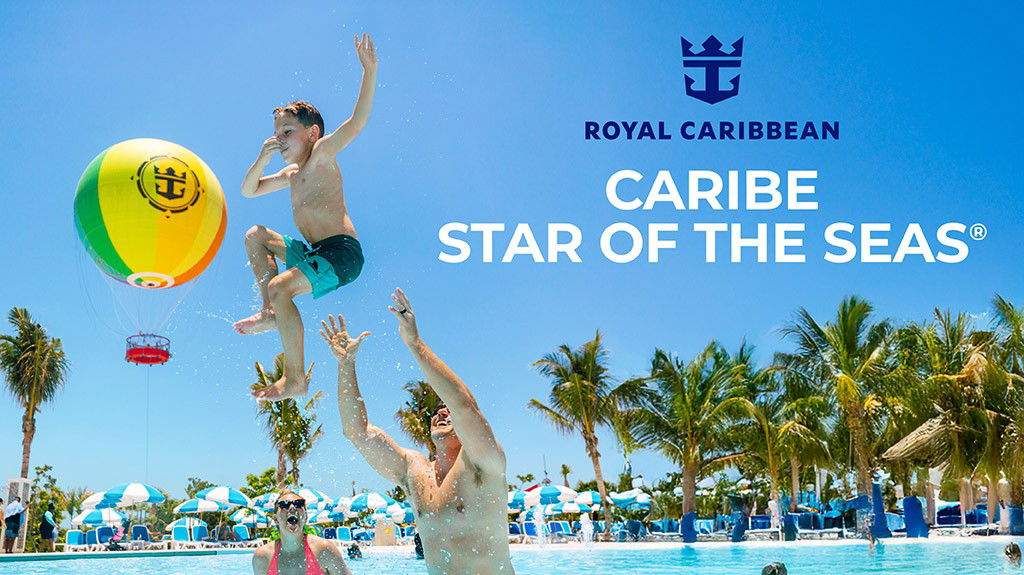 ROYAL CARIBBEAN
CARIBE
STAR OF THE SEAS®